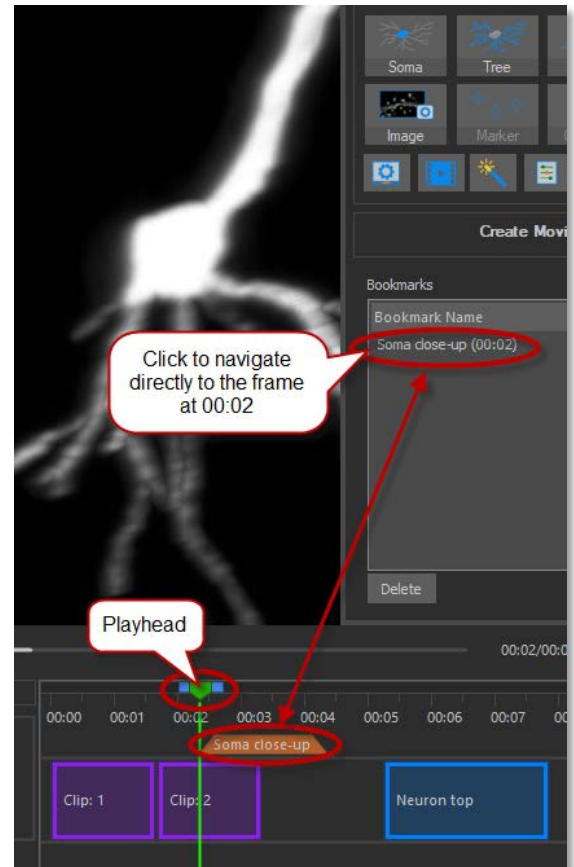 Soma
Tree
Image
Marker
Create Movi
Bookmarks
Bookmark Name
Soma close-up (00:02)
Click to navigate
directly to the frame
at 00:02
Delete
Playhead
00:02/00:0
00:00 00:01 00:02 00:03 00:04 00:05 00:06 00:07 00
Soma close-up
Clip: 1
Clip: 2
Neuron top